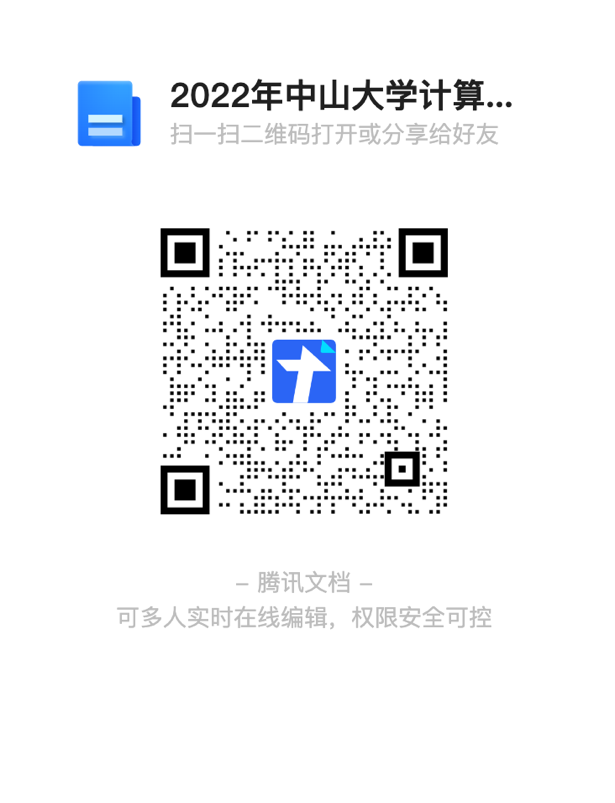 2022年中山大学计算...
扫一扫二维码打开或分享给好友
- 腾讯文档 -
可多人实时在线编辑，权限安全可控